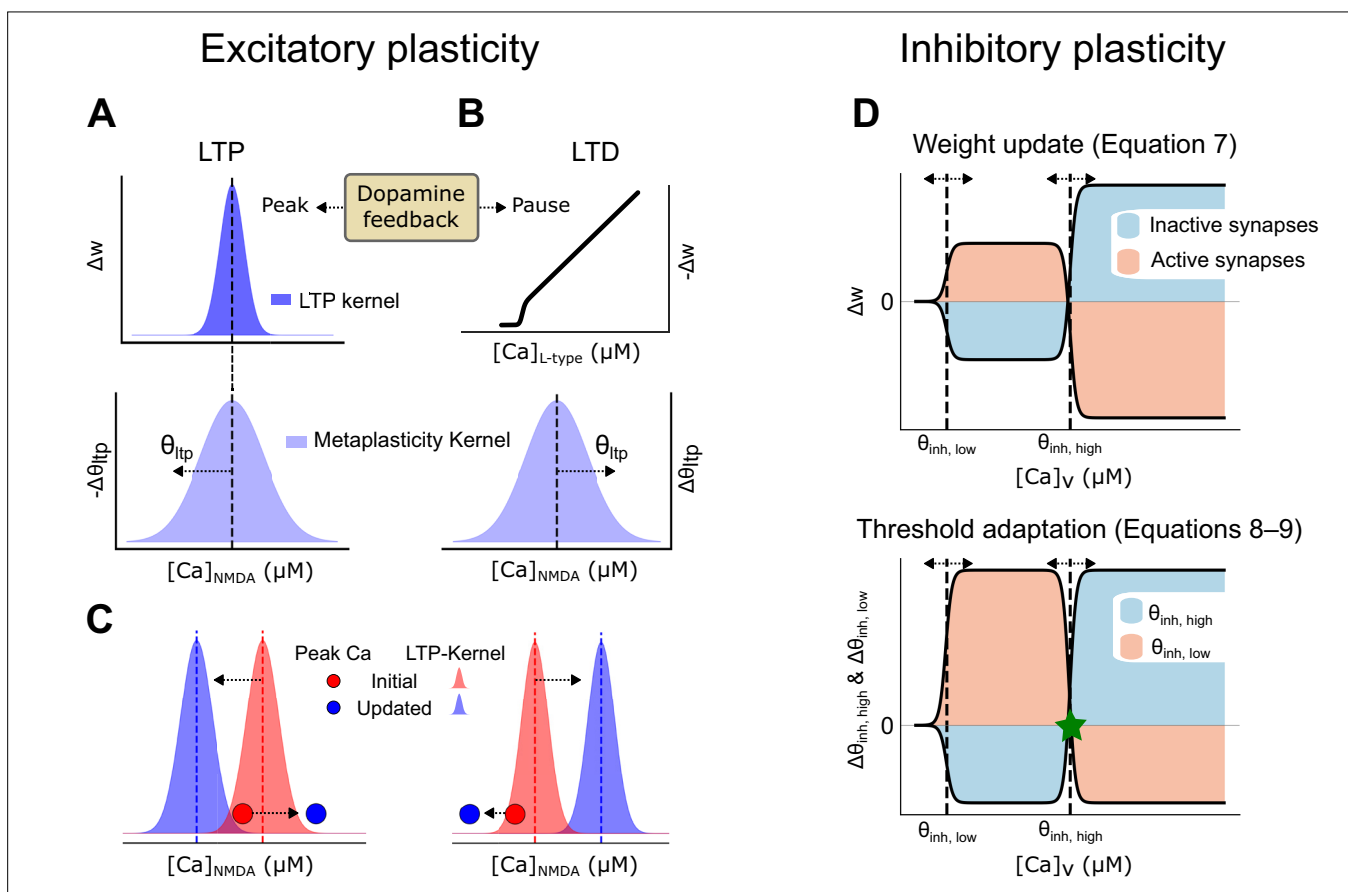 Excitatory plasticity
Inhibitory plasticity
A
LTP
Δw
Peak
Dopamine
feedback
Pause
LTP kernel
B
LTD
-Δw
[Ca]L-type (μM)
-Δθltp
θltp
Metaplasticity Kernel
θltp
Δθltp
[Ca]NMDA (μM)
[Ca]NMDA (μM)
C
Peak Ca
LTP-Kernel
Initial
Updated
[Ca]NMDA (μM)
[Ca]NMDA (μM)
D
Weight update (Equation 7)
Inactive synapses
Active synapses
Δw
0
θinh, low
θinh, high
[Ca]V (μM)
Threshold adaptation (Equations 8–9)
Δθinh, high & Δθinh, low
θinh, high
θinh, low
0
θinh, low
θinh, high
[Ca]V (μM)